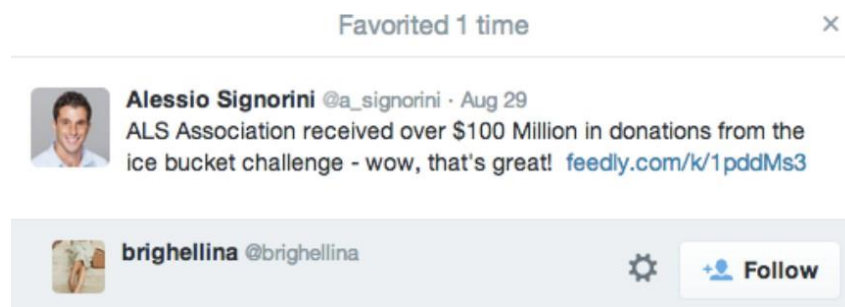 Favorited 1 time
Alessio Signorini @a_signorini · Aug 29
ALS Association received over $100 Million in donations from the
ice bucket challenge - wow, that's great! feedly.com/k/1pddMs3
brighellina @brighellina
Follow